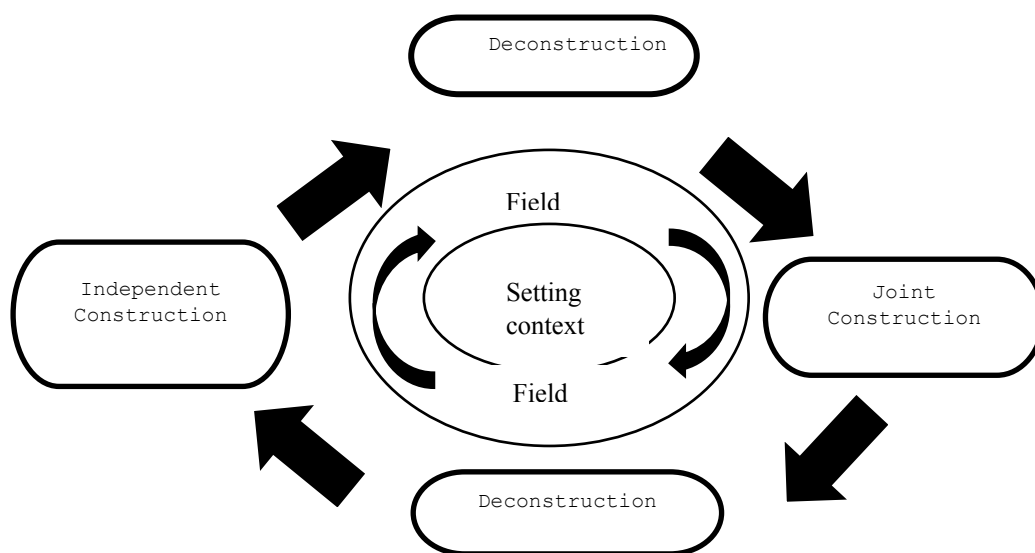 Deconstruction
Field
Independent
Construction
Setting
context
Joint
Construction
Field
Deconstruction